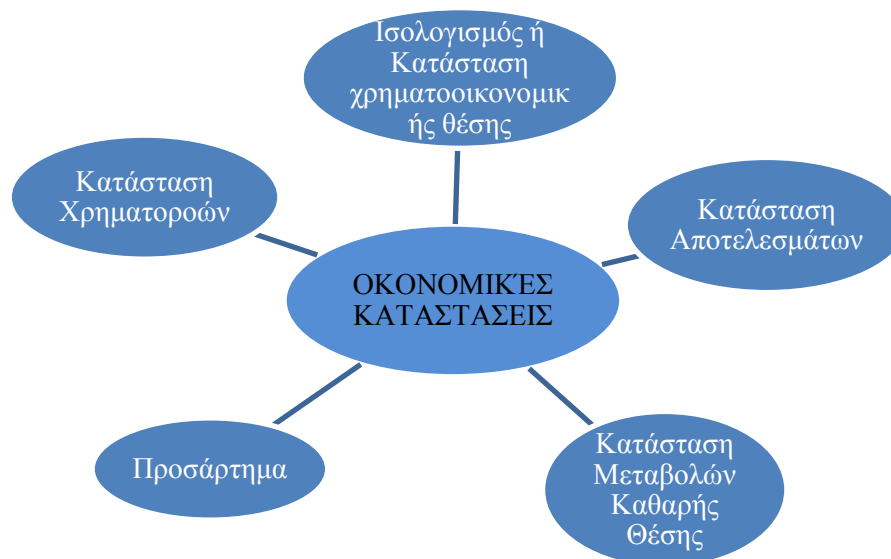 Ισολογισμός ή
Κατάσταση
χρηματοοικονομικ
ής θέσης
Κατάσταση
Χρηματοροών
Κατάσταση
Αποτελεσμάτων
ΟΚΟΝΟΜΙΚΈΣ
ΚΑΤΑΣΤΑΣΕΙΣ
Προσάρτημα
Κατάσταση
Μεταβολών
Καθαρής
Θέσης